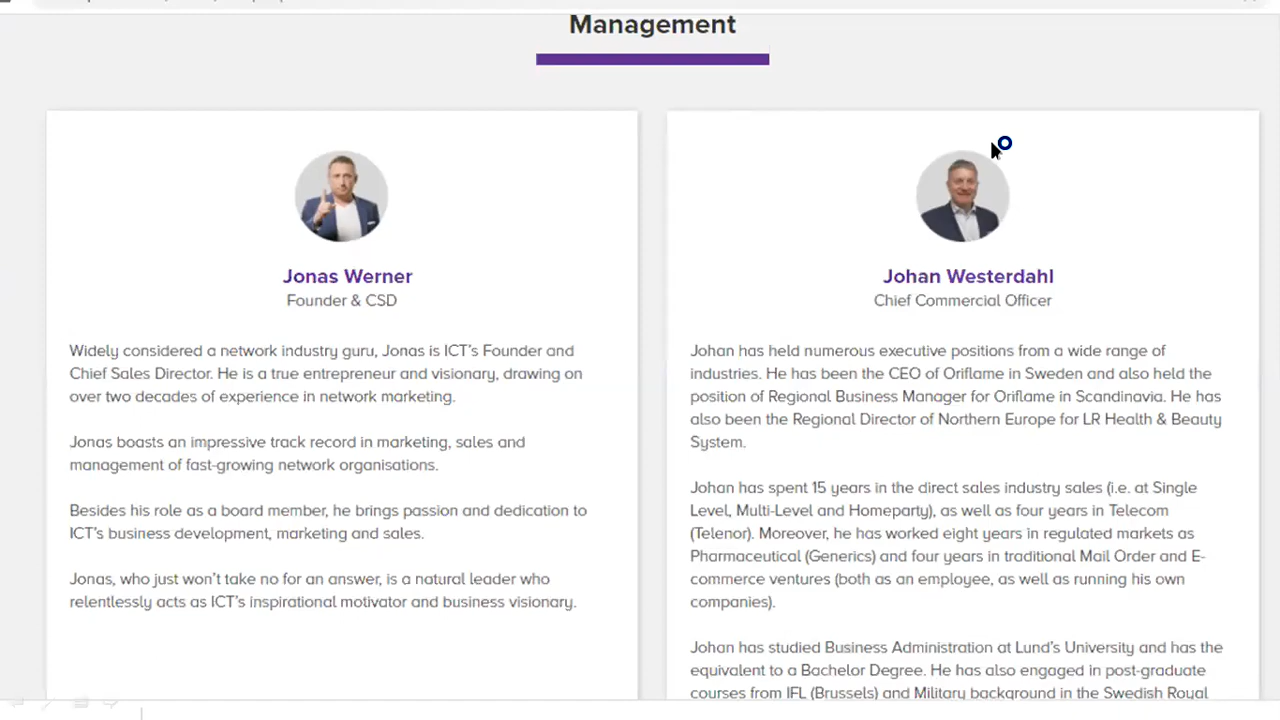 Management
Jonas Werner
Founder & CSD
Widely considered a network industry guru, Jonas is ICT's Founder and
Chief Sales Director. He is a true entrepreneur and visionary, drawing on
over two decades of experience in network marketing.
Jonas boasts an impressive track record in marketing, sales and
management of fast-growing network organisations.
Besides his role as a board member, he brings passion and dedication to
ICT's business development, marketing and sales.
Jonas, who just won't take no for an answer, is a natural leader who
relentlessly acts as ICT's inspirational motivator and business visionary.
Johan Westerdahl
Chief Commercial Officer
Johan has held numerous executive positions from a wide range of
industries. He has been the CEO of Oriflame in Sweden and also held the
position of Regional Business Manager for Oriflame in Scandinavia. He has
also been the Regional Director of Northern Europe for LR Health & Beauty
System.
Johan has spent 15 years in the direct sales industry sales (i.e. at Single
Level, Multi-Level and Homeparty), as well as four years in Telecom
(Telenor). Moreover, he has worked eight years in regulated markets as
Pharmaceutical (Generics) and four years in traditional Mail Order and E-
commerce ventures (both as an employee, as well as running his own
companies).
Johan has studied Business Administration at Lund's University and has the
equivalent to a Bachelor Degree. He has also engaged in post-graduate
courses from IFL (Brussels) and Military background in the Swedish Royal